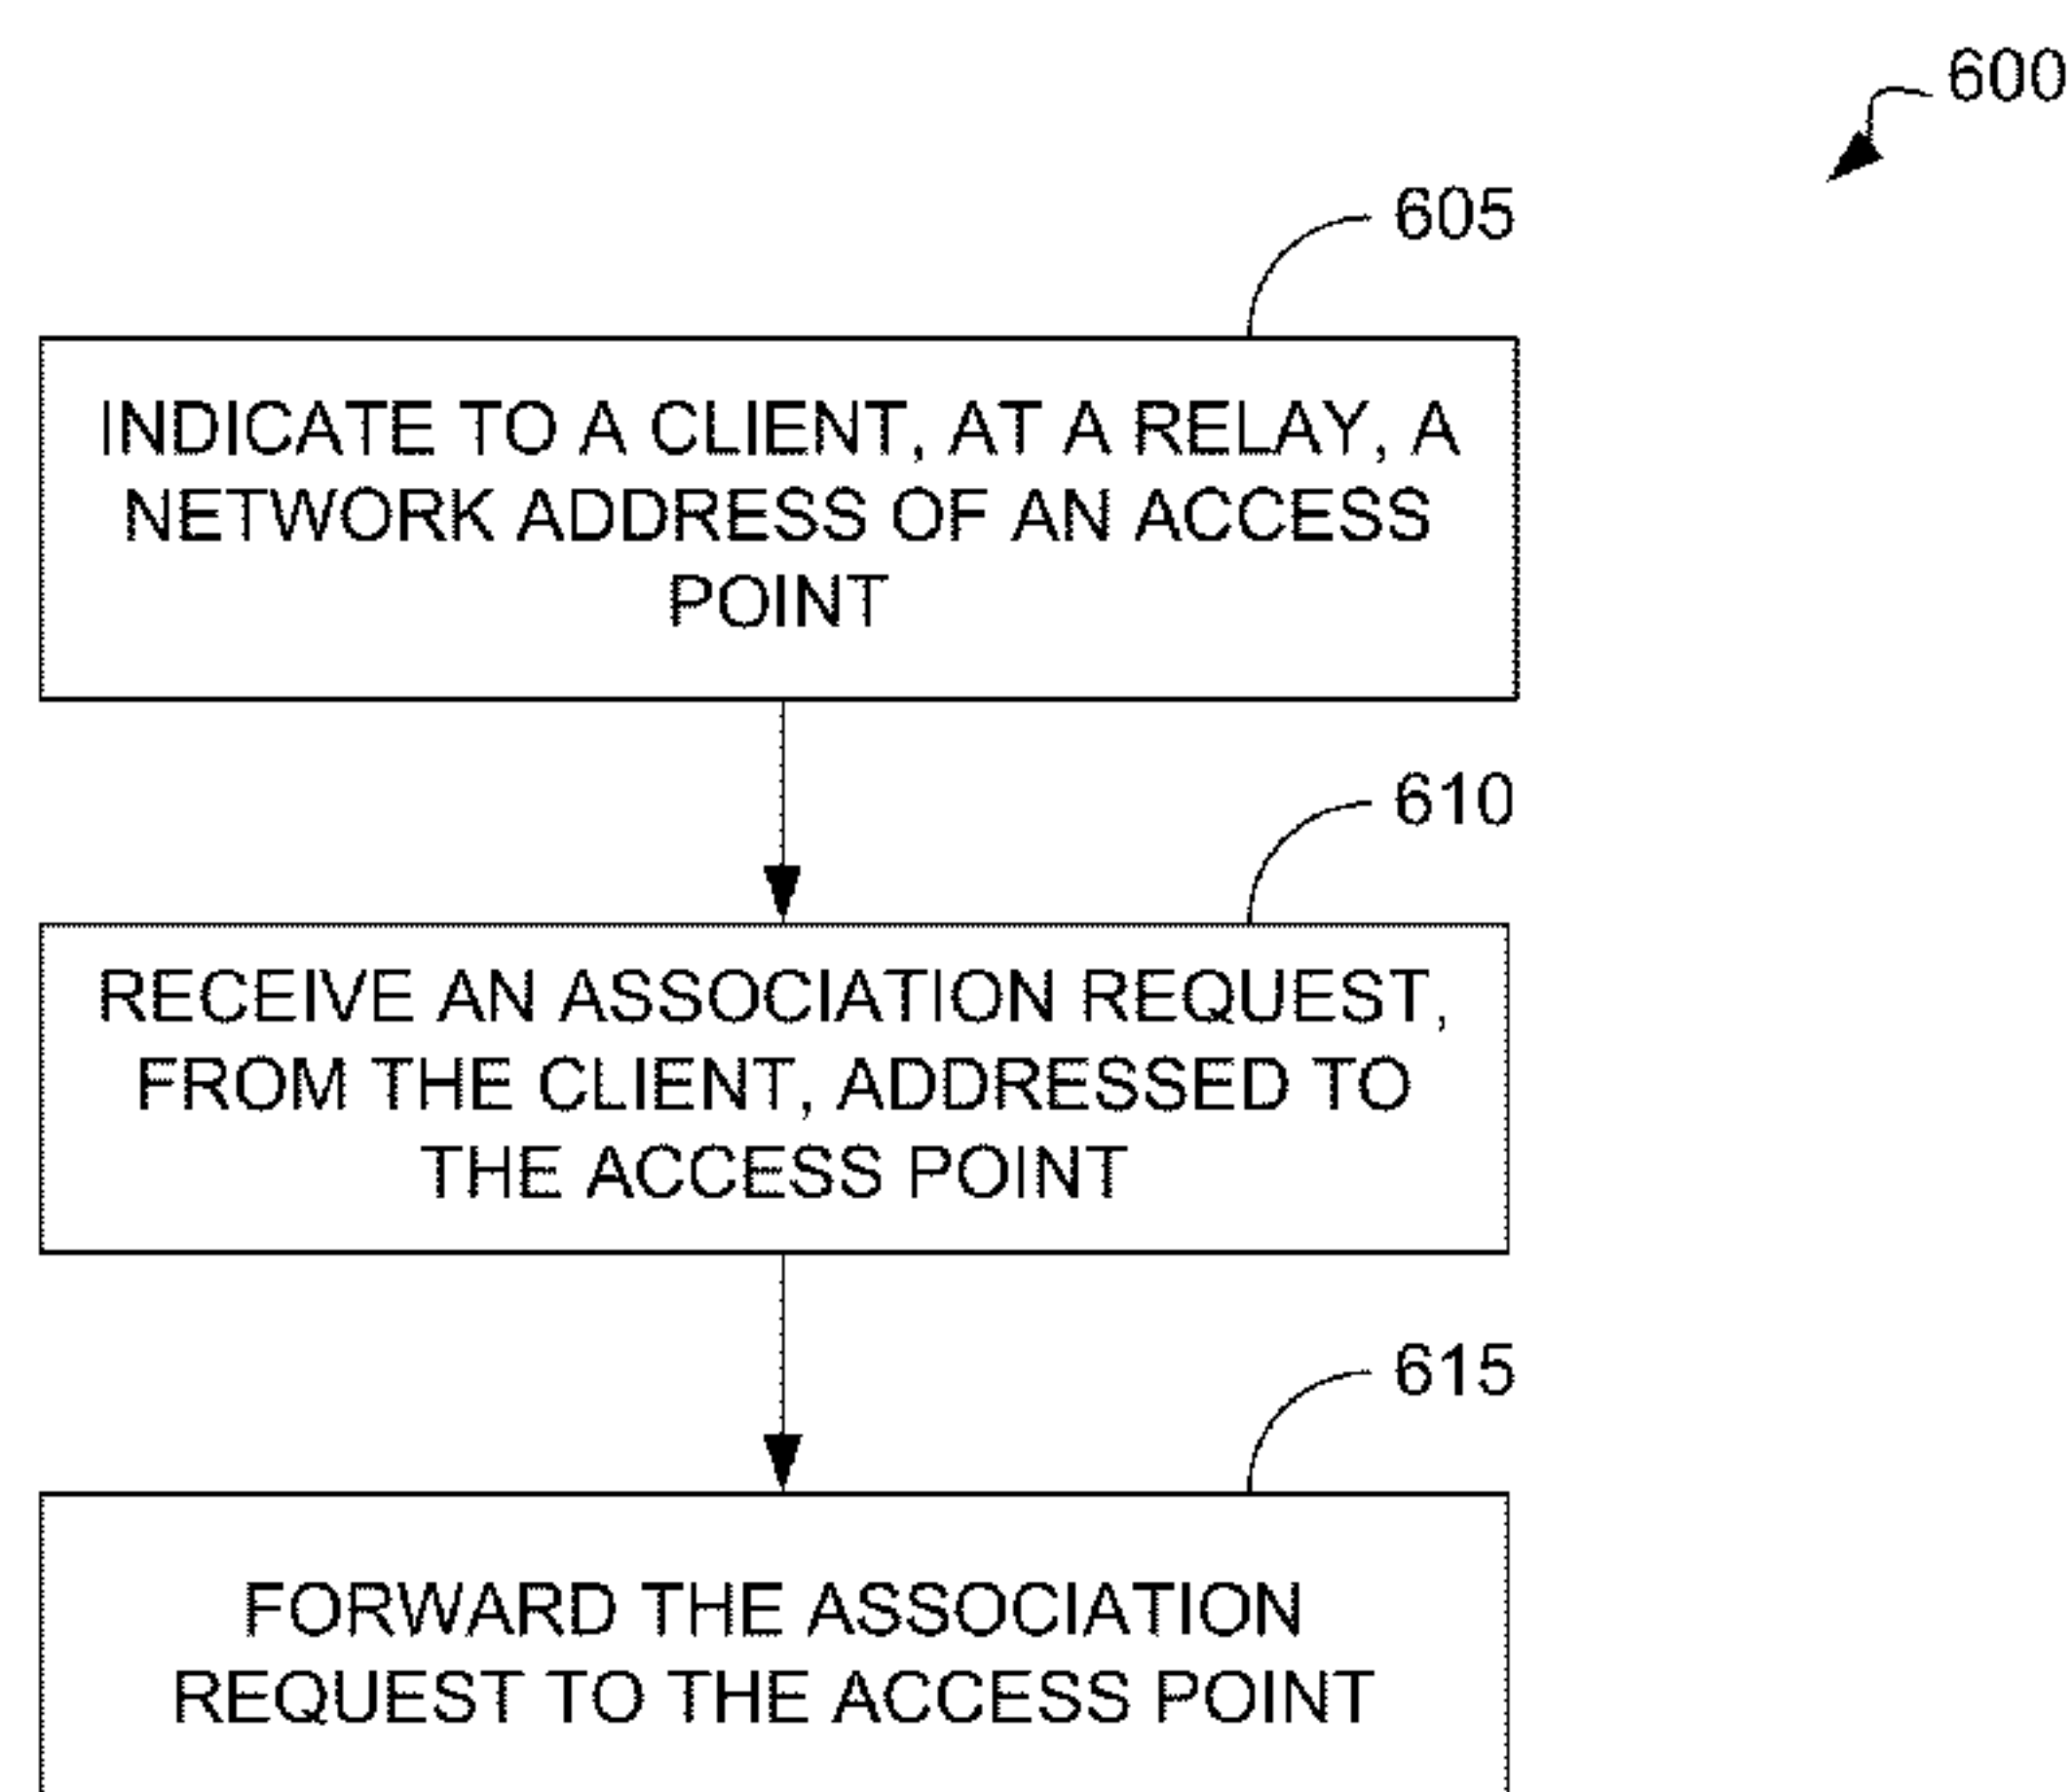 600
605
INDICATE TO A CLIENT, AT A RELAY, A
NETWORK ADDRESS OF AN ACCESS
POINT
610
RECEIVE AN ASSOCIATION REQUEST,
FROM THE CLIENT, ADDRESSED TO
THE ACCESS POINT
615
FORWARD THE ASSOCIATION
REQUEST TO THE ACCESS POINT